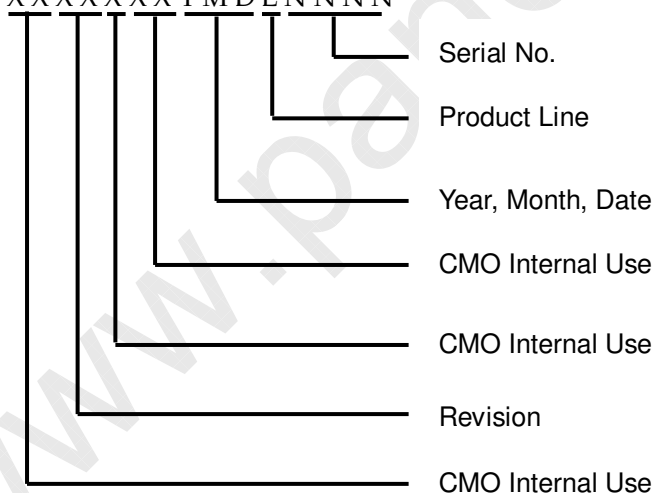 X X X X X X X Y M D L N N N N
Serial No.
Product Line
Year, Month, Date
CMO Internal Use
CMO Internal Use
Revision
CMO Internal Use